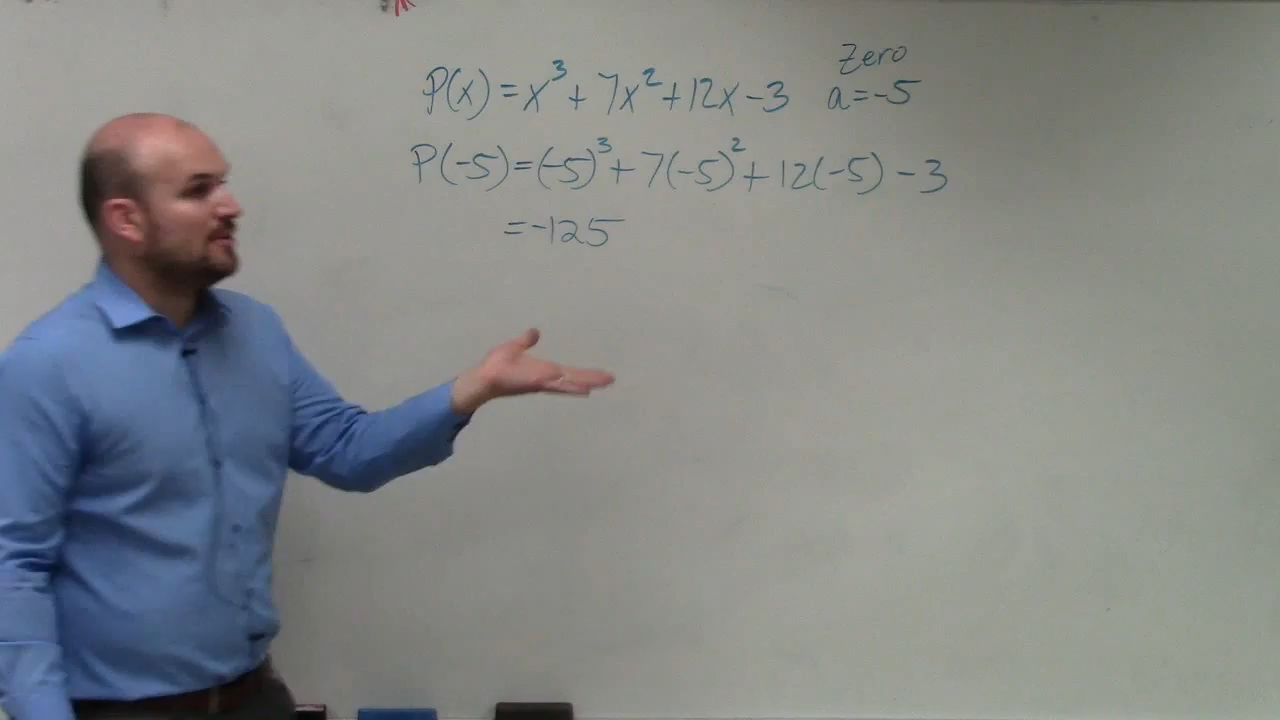 Zero
P(x) = x³ + 7x² + 12x - 3 a = -5
P(-5) = (-5)³ + 7(-5)² + 12(-5) - 3
= -125